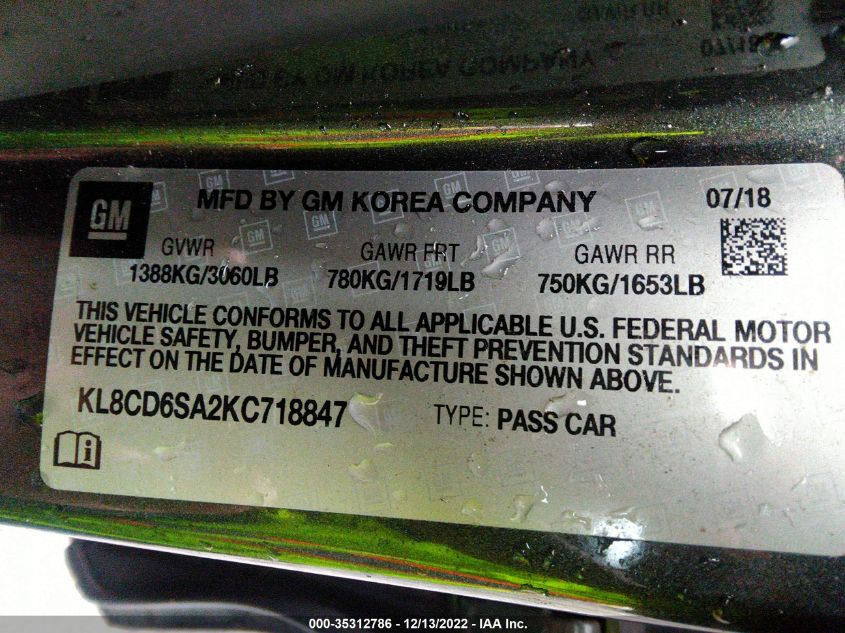 MFD BY GM KOREA COMPANY 07/18
GM
GVWR GAWR FRT GAWR RR
1388KG/3060LB 780KG/1719LB 750KG/1653LB
THIS VEHICLE CONFORMS TO ALL APPLICABLE U.S. FEDERAL MOTOR
VEHICLE SAFETY, BUMPER, AND THEFT PREVENTION STANDARDS IN
EFFECT ON THE DATE OF MANUFACTURE SHOWN ABOVE.
KL8CD6SA2KC718847 TYPE: PASS CAR
000-35312786 - 12/13/2022 - IAA Inc.